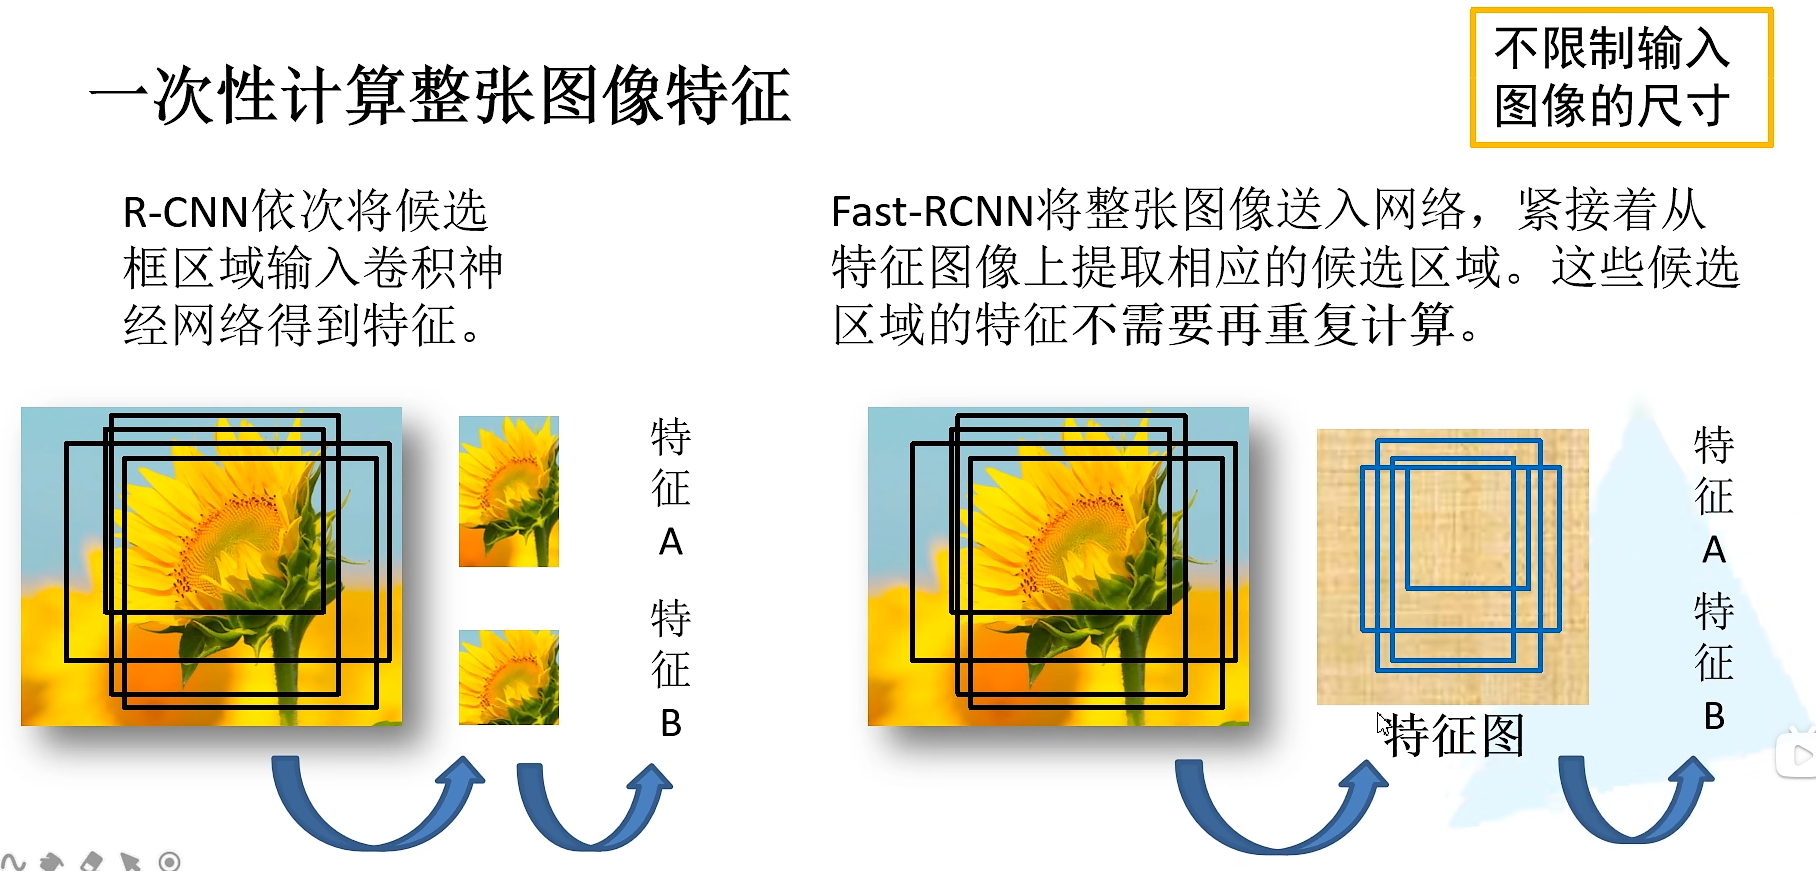 一次性计算整张图像特征
不限制输入
图像的尺寸
R-CNN依次将候选
框区域输入卷积神
经网络得到特征。
Fast-RCNN将整张图像送入网络，紧接着从
特征图像上提取相应的候选区域。这些候选
区域的特征不需要再重复计算。
特
征
A
特
征
B
特征图
特
征
A
特
征
B